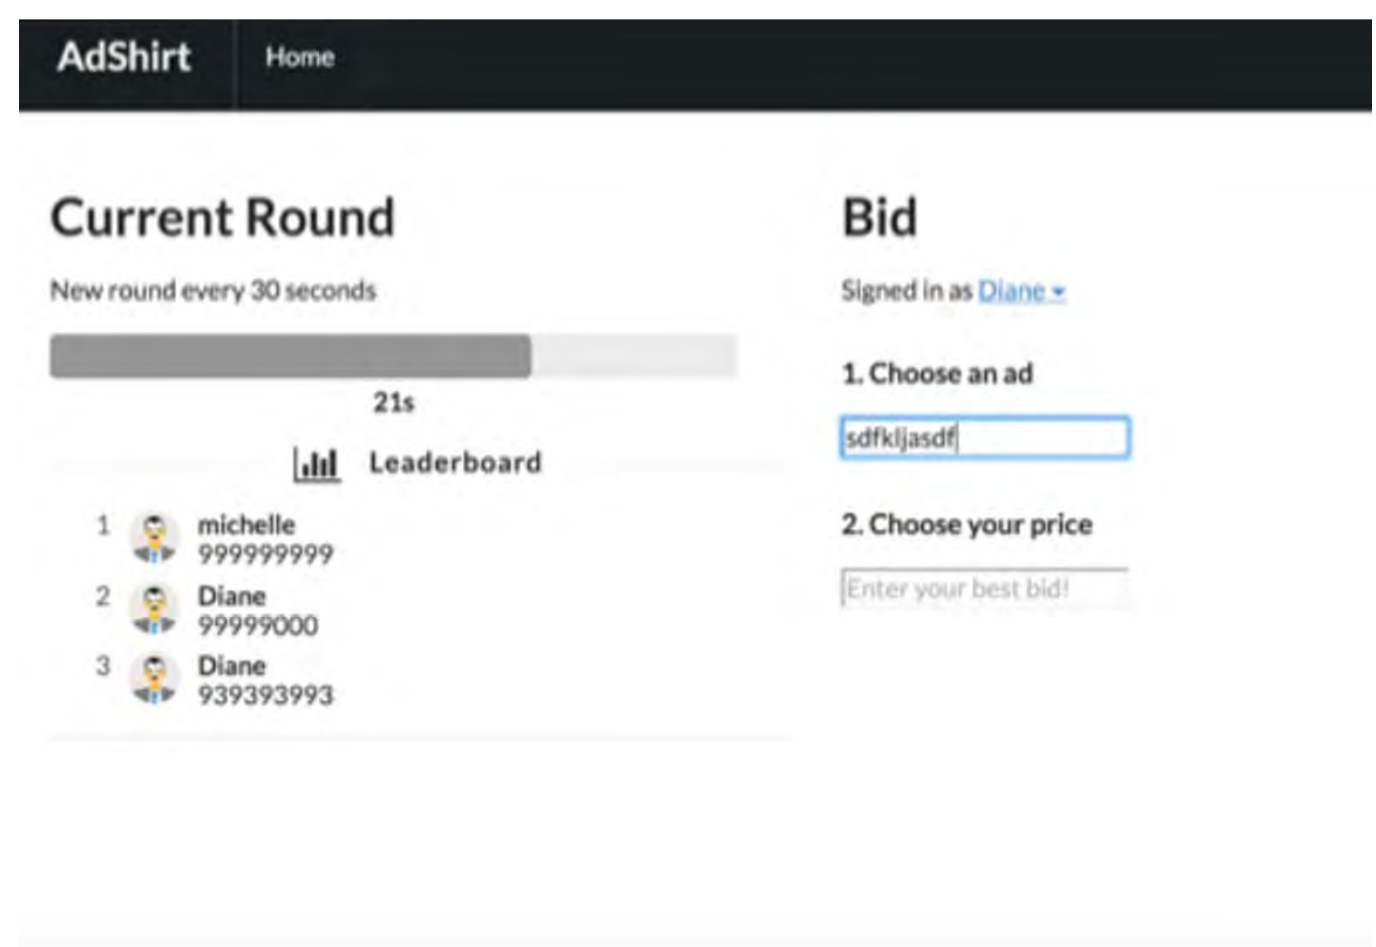 AdShirt Home
Current Round
New round every 30 seconds
21s
Leaderboard
1 michelle
999999999
2 Diane
99999000
3 Diane
939393993
Bid
Signed in as Diane
1. Choose an ad
sdfkljasdf
2. Choose your price
Enter your best bid!